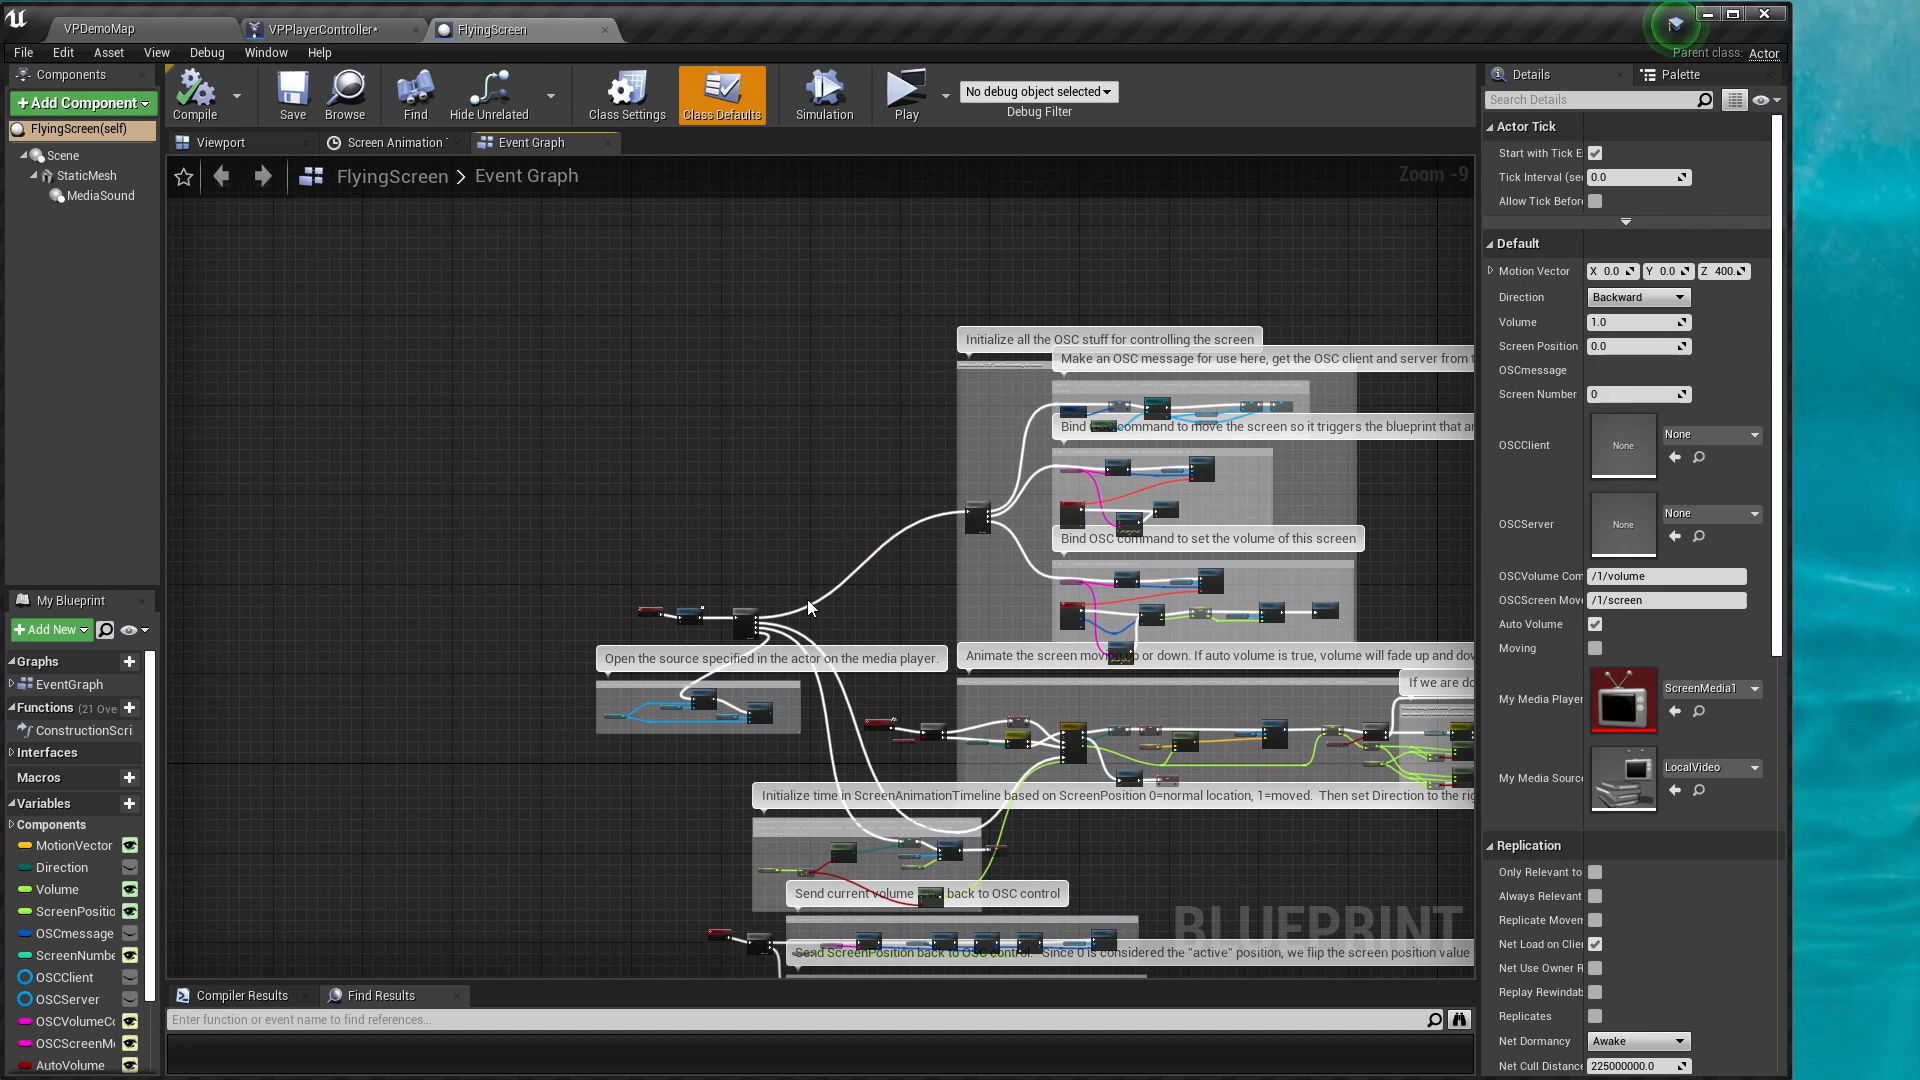 VPDemoMap
VPPlayerController*
FlyingScreen
File Edit Asset View Debug Window Help
Parent class: Actor
Components
+Add Component
FlyingScreen(self)
Scene
StaticMesh
MediaSound
Compile
Save
Browse
Find
Hide Unrelated
Class Settings
Class Defaults
Simulation
Play
No debug object selected
Debug Filter
Viewport
Screen Animation
Event Graph
FlyingScreen > Event Graph
Zoom -9
Initialize all the OSC stuff for controlling the screen
Make an OSC message for use here, get the OSC client and server from
Bind OSC command to move the screen so it triggers the blueprint that
Bind OSC command to set the volume of this screen
Open the source specified in the actor on the media player.
Animate the screen moving up or down. If auto volume is true, volume will fade up and
If we are
Initialize time in ScreenAnimationTimeline based on ScreenPosition 0=normal location, 1=moved. Then set Direction to the
Send current volume back to OSC control
Send ScreenPosition back to OSC control. Since 0 is considered the "active" position, we flip the screen position value
BLUEPRINT
My Blueprint
+Add New
Graphs
EventGraph
Functions (21 Ove
ConstructionScri
Interfaces
Macros
Variables
Components
MotionVector
Direction
Volume
ScreenPositio
OSCmessage
ScreenNumbe
OSCClient
OSCServer
OSCVolumeCo
OSCScreenMo
AutoVolume
Compiler Results
Find Results
Enter function or event name to find references...
Details
Palette
Search Details
Actor Tick
Start with Tick E
Tick Interval (sec 0.0
Allow Tick Before
Default
Motion Vector X 0.0 Y 0.0 Z 400.
Direction Backward
Volume 1.0
Screen Position 0.0
OSCmessage
Screen Number 0
OSCClient None None
OSCServer None None
OSCVolume Com /1/volume
OSCScreen Mov /1/screen
Auto Volume
Moving
My Media Player ScreenMedia1
My Media Source LocalVideo
Replication
Only Relevant to
Always Relevant
Replicate Movem
Net Load on Clie
Net Use Owner R
Replay Rewindab
Replicates
Net Dormancy Awake
Net Cull Distance 225000000.0